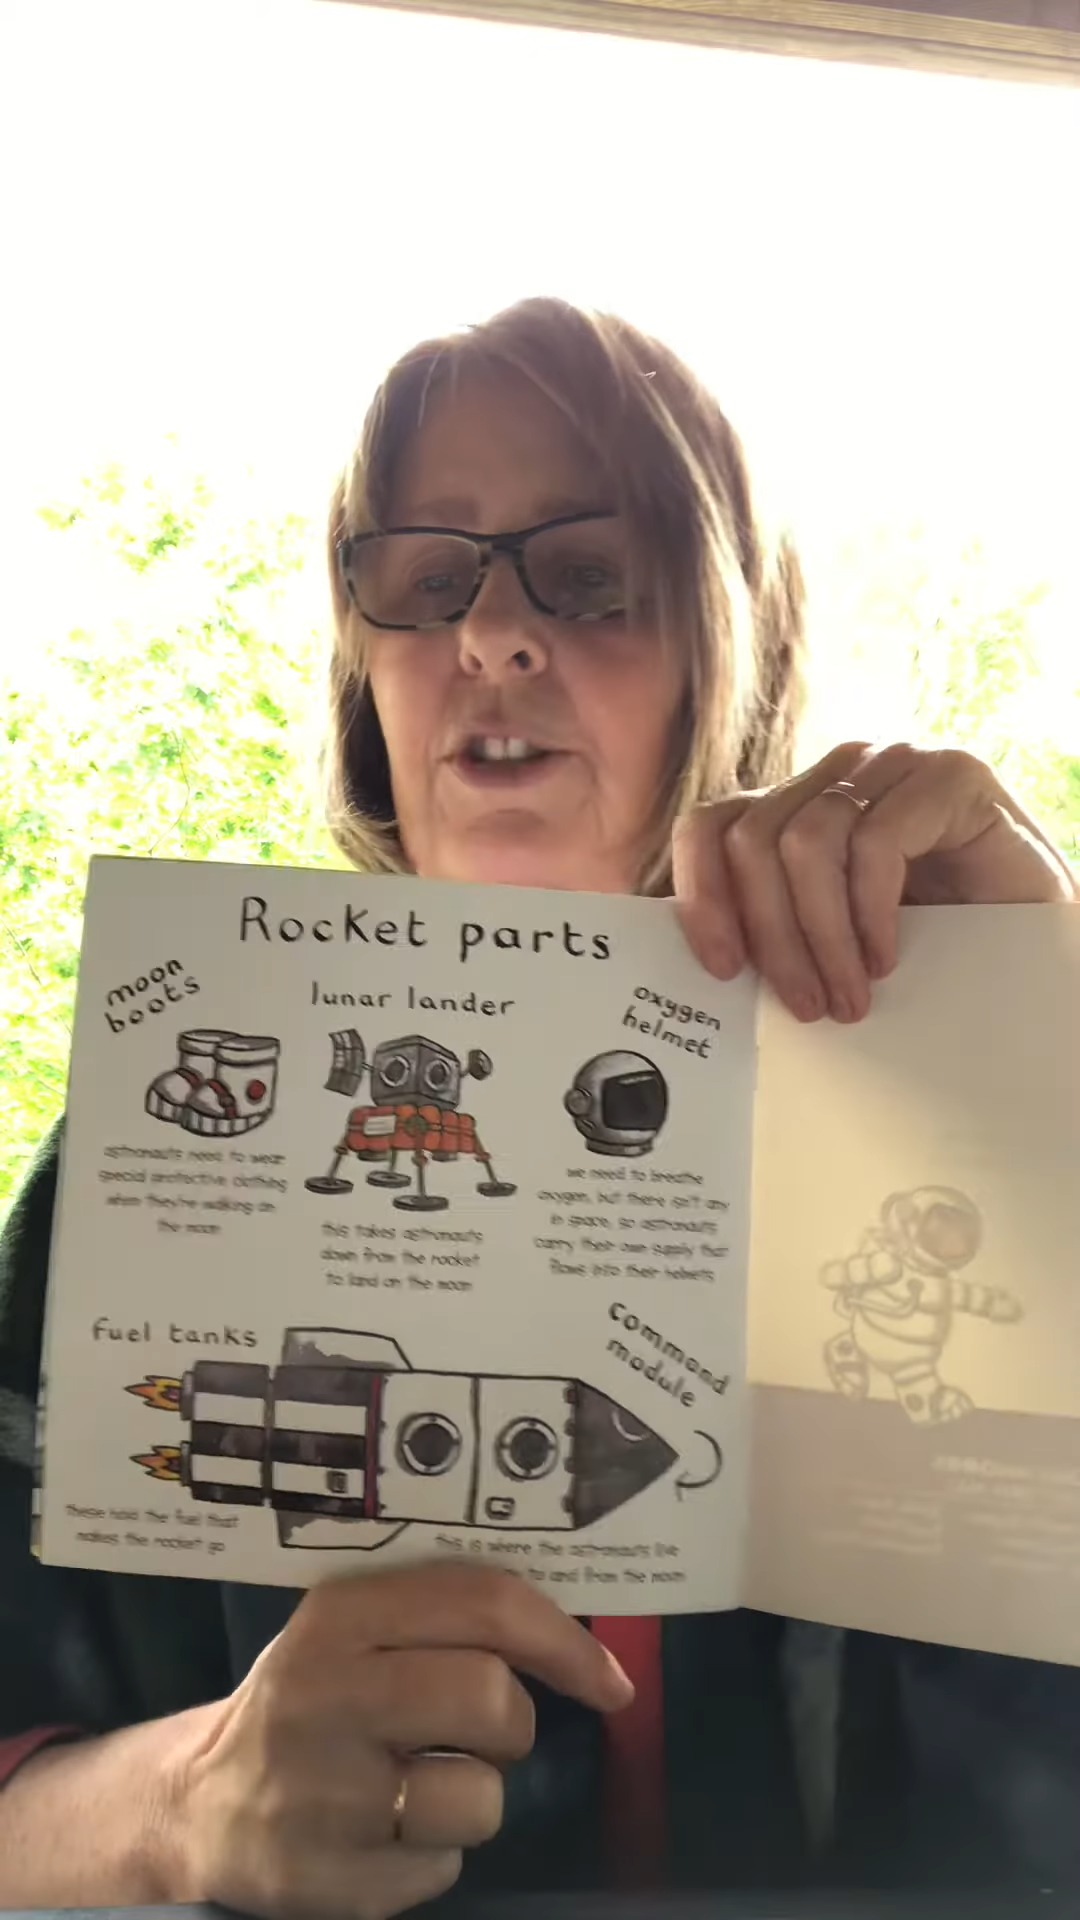 Rocket parts
moon
boots
lunar lander
oxygen
helmet
astronauts need to wear
special protective clothing
when they're walking on
the moon
this takes astronauts
down from the rocket
to land on the moon
we need to breathe
oxygen, but there isn't any
in space, so astronauts
carry their own supply that
flows into their helmets
fuel tanks
command
module
these hold the fuel that
makes the rocket go
this is where the astronauts live
to and from the moon